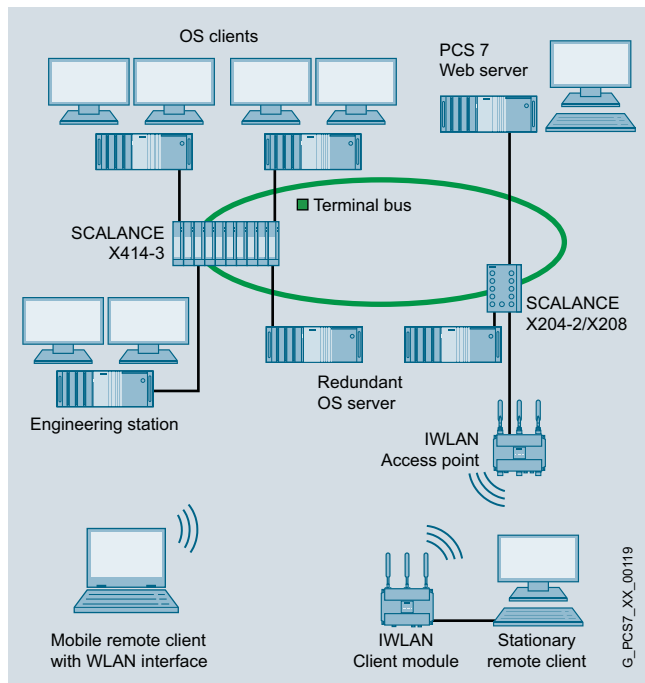 OS clients
PCS 7
Web server
Terminal bus
SCALANCE
X414-3
SCALANCE
X204-2/X208
Redundant
OS server
Engineering station
IWLAN
Access point
Mobile remote client
with WLAN interface
IWLAN
Client module
Stationary
remote client
G_PCS7_XX_00119